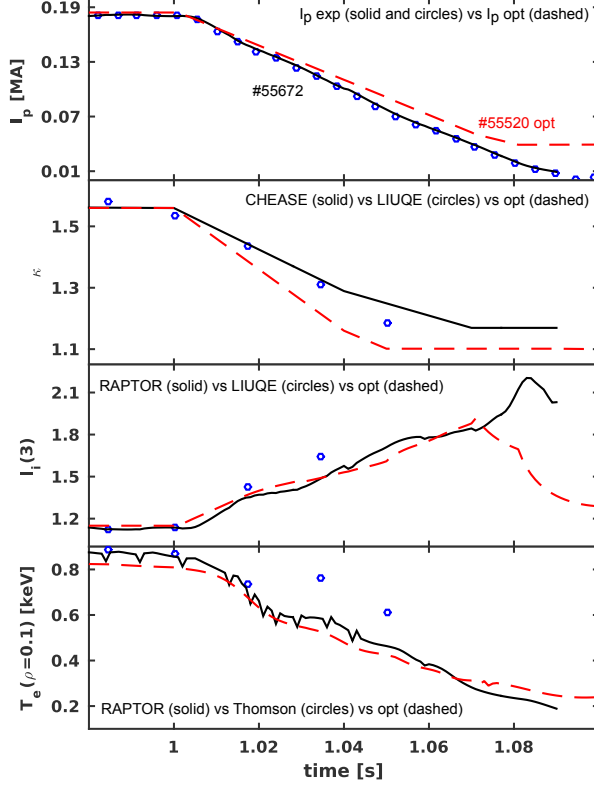 0.19
I_p exp (solid and circles) vs I_p opt (dashed)
0.13
I_p [MA]
#55672
#55520 opt
0.07
0.01
CHEASE (solid) vs LIUQE (circles) vs opt (dashed)
1.5
κ
1.3
1.1
2.1
RAPTOR (solid) vs LIUQE (circles) vs opt (dashed)
1.8
l_i(3)
1.5
1.2
0.8
T_e(ρ=0.1) [keV]
0.6
0.4
0.2
RAPTOR (solid) vs Thomson (circles) vs opt (dashed)
1 1.02 1.04 1.06 1.08
time [s]